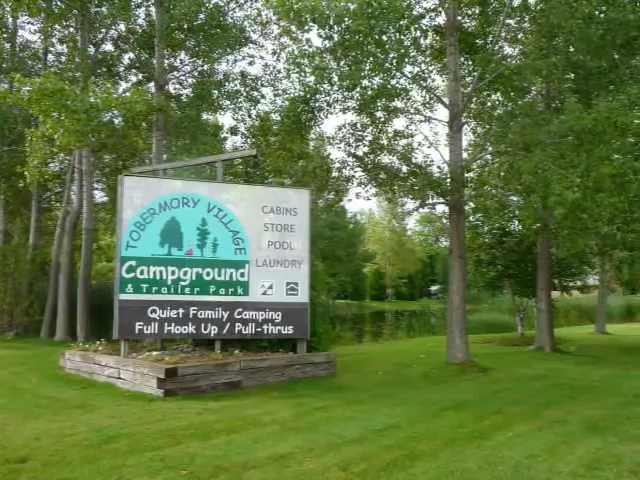 TOBERMORY VILLAGE
Campground
& Trailer Park
CABINS
STORE
POOL
LAUNDRY
Quiet Family Camping
Full Hook Up / Pull-thrus